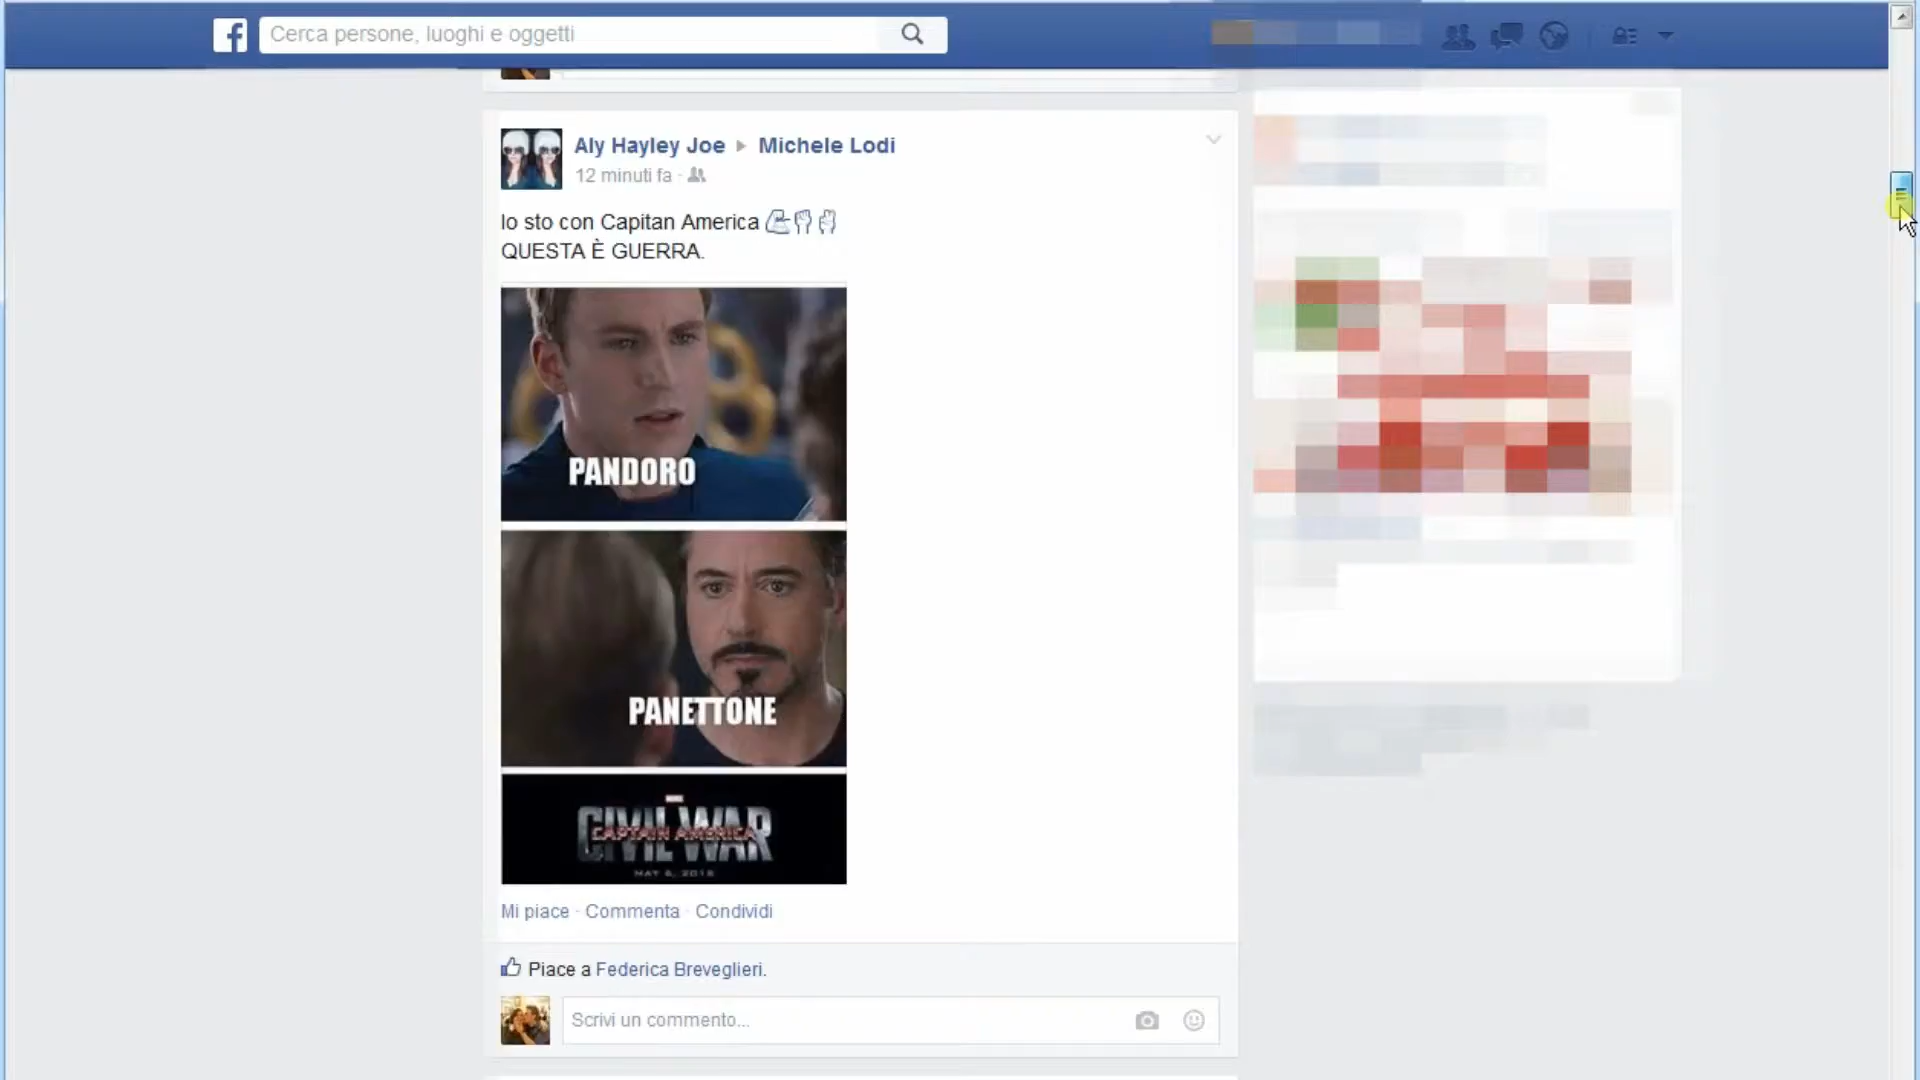 Cerca persone, luoghi e oggetti
Aly Hayley Joe ▸ Michele Lodi
12 minuti fa ·
Io sto con Capitan America
QUESTA È GUERRA.
PANDORO
PANETTONE
CIVIL WAR
CAPTAIN AMERICA
MAY 6, 2016
Mi piace · Commenta · Condividi
Piace a Federica Breveglieri.
Scrivi un commento...